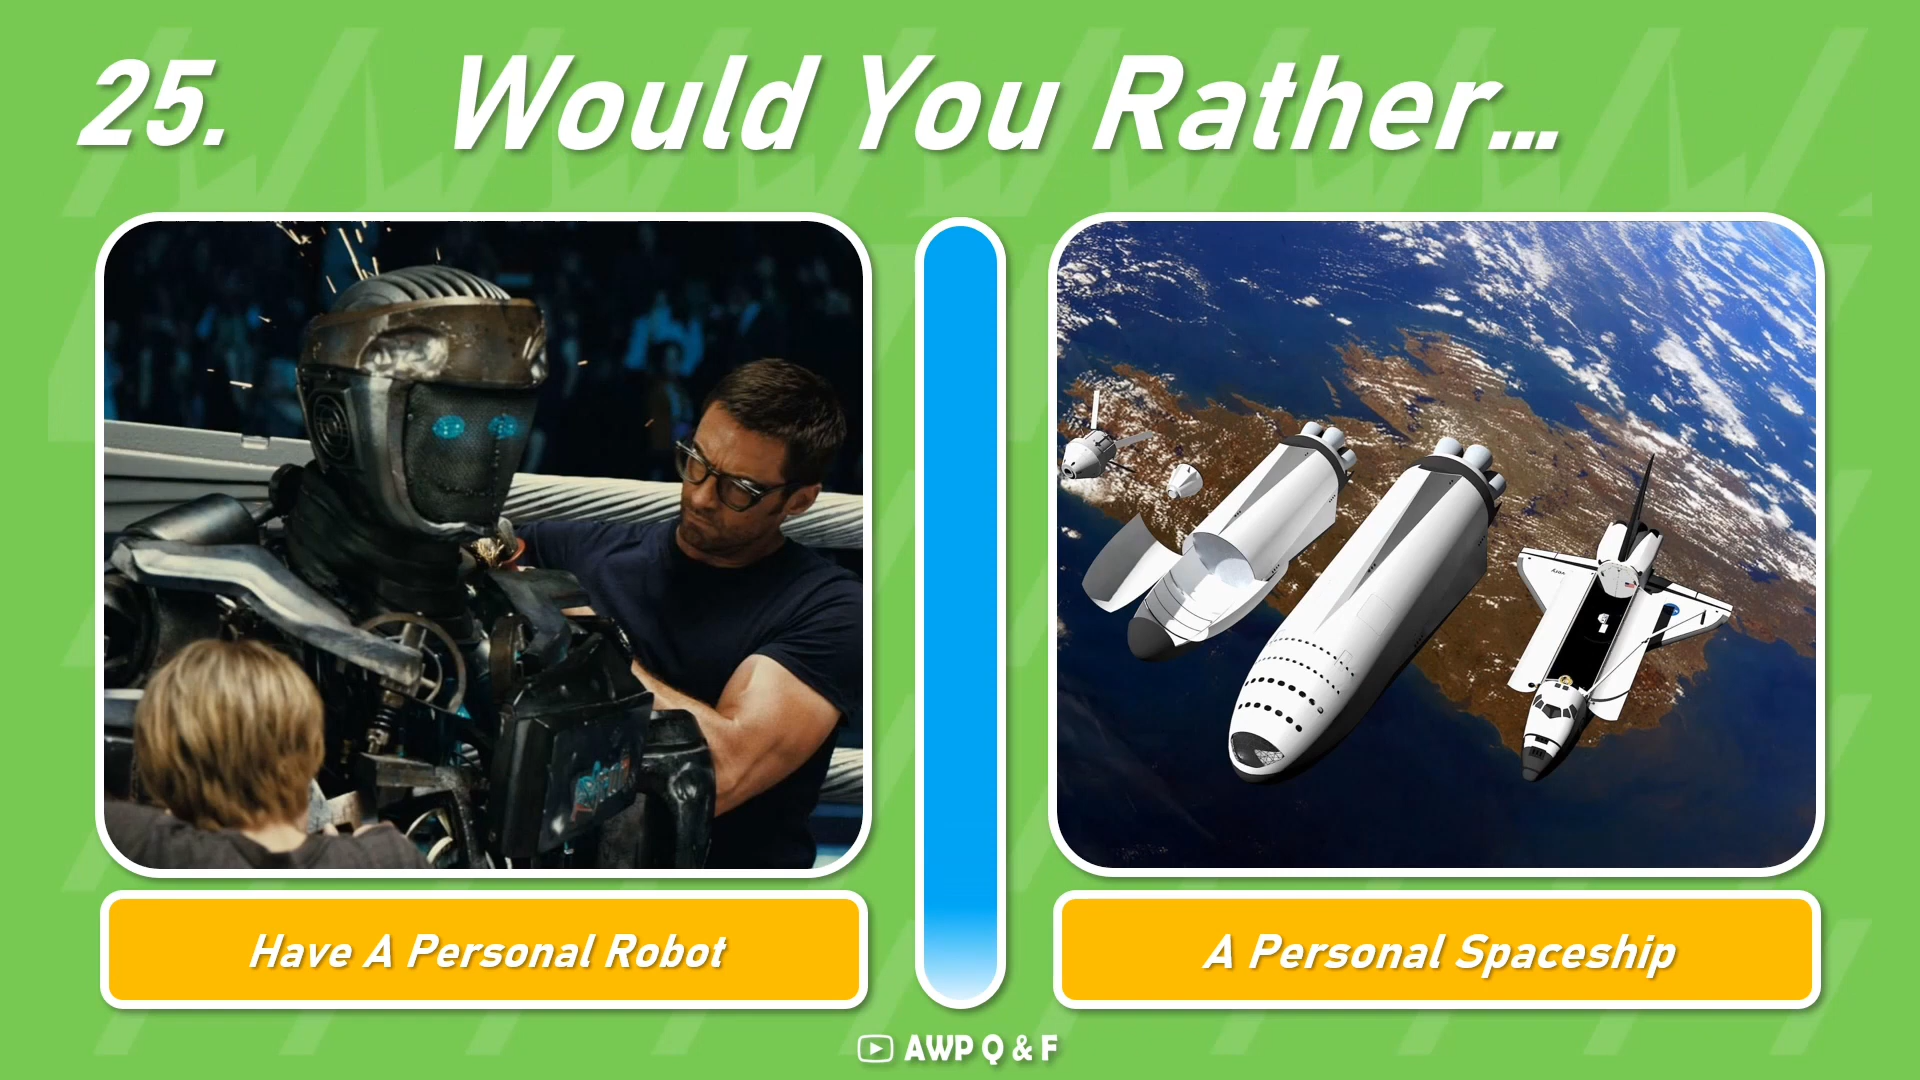 25.
Would You Rather...
Have A Personal Robot
A Personal Spaceship
AWP Q & F